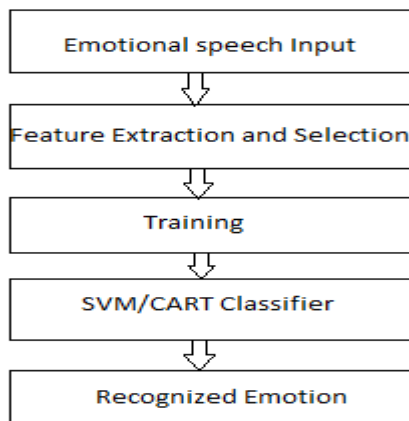 Emotional speech Input
Feature Extraction and Selection
Training
SVM/CART Classifier
Recognized Emotion